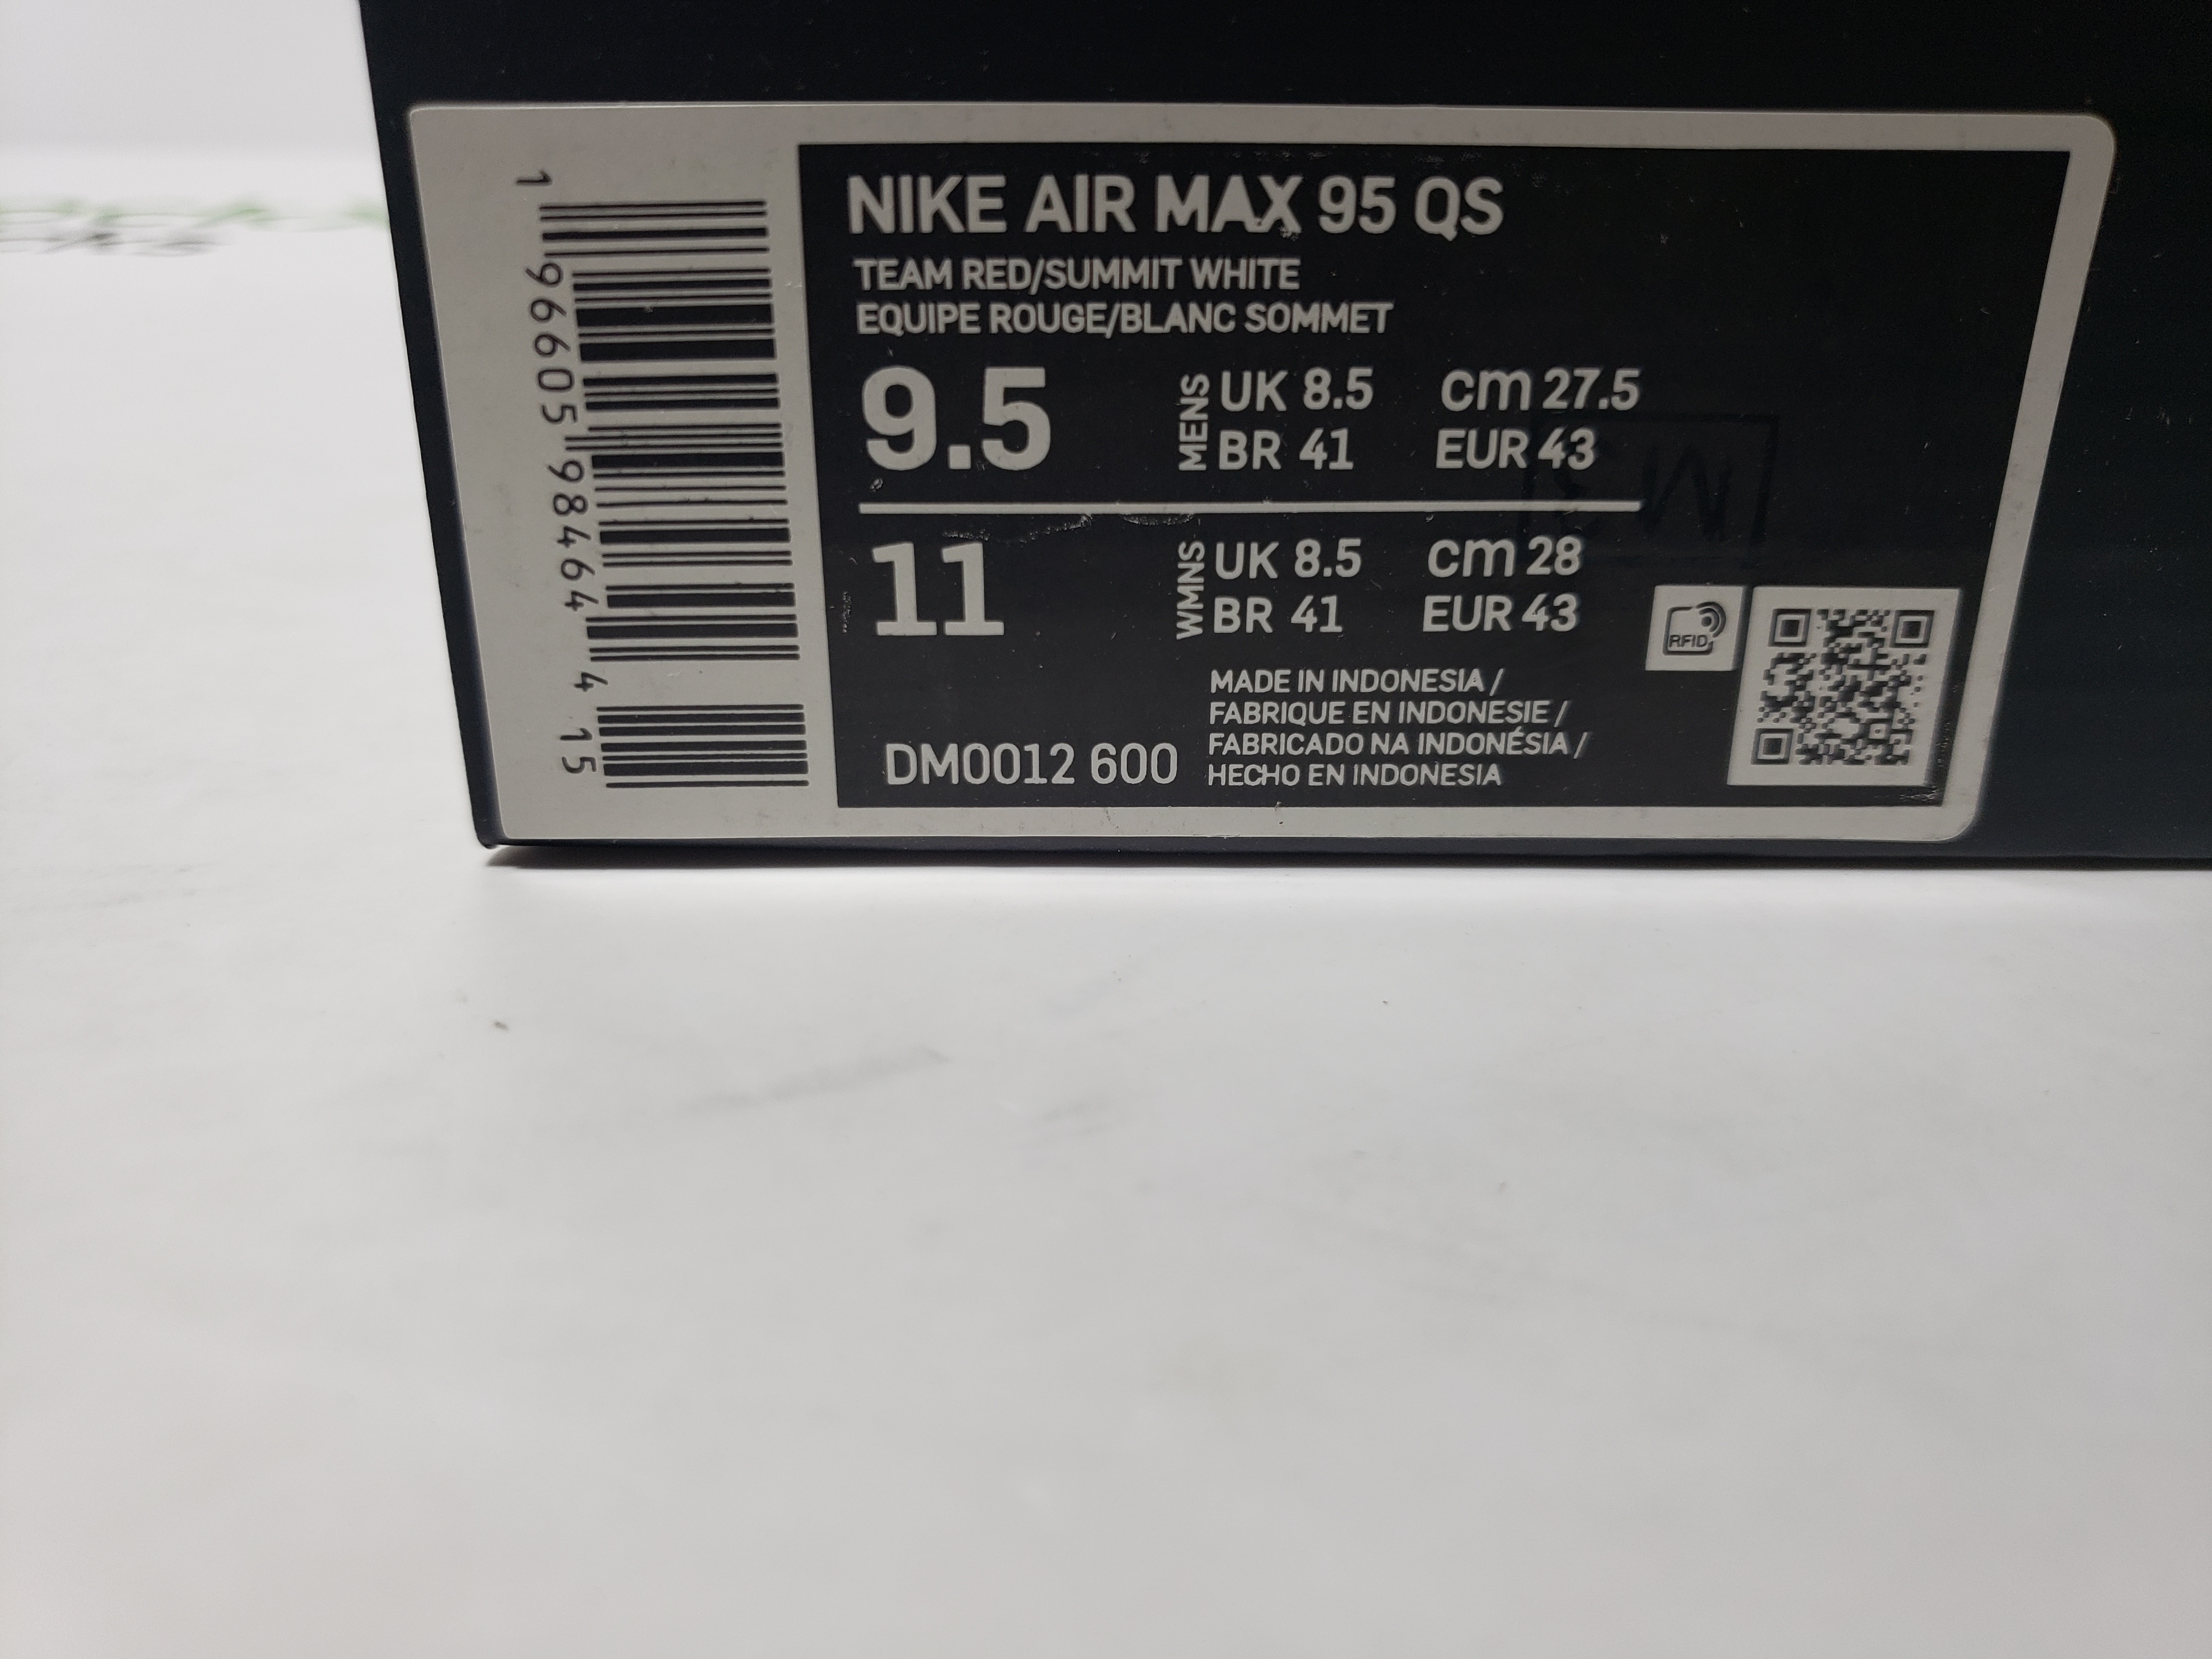 1 96605 98464 4 15
NIKE AIR MAX 95 QS
TEAM RED/SUMMIT WHITE
EQUIPE ROUGE/BLANC SOMMET
9.5 MENS UK 8.5 cm 27.5
BR 41 EUR 43
11 WMNS UK 8.5 cm 28
BR 41 EUR 43
MADE IN INDONESIA /
FABRIQUE EN INDONESIE /
FABRICADO NA INDONÉSIA /
HECHO EN INDONESIA
DM0012 600
RFID